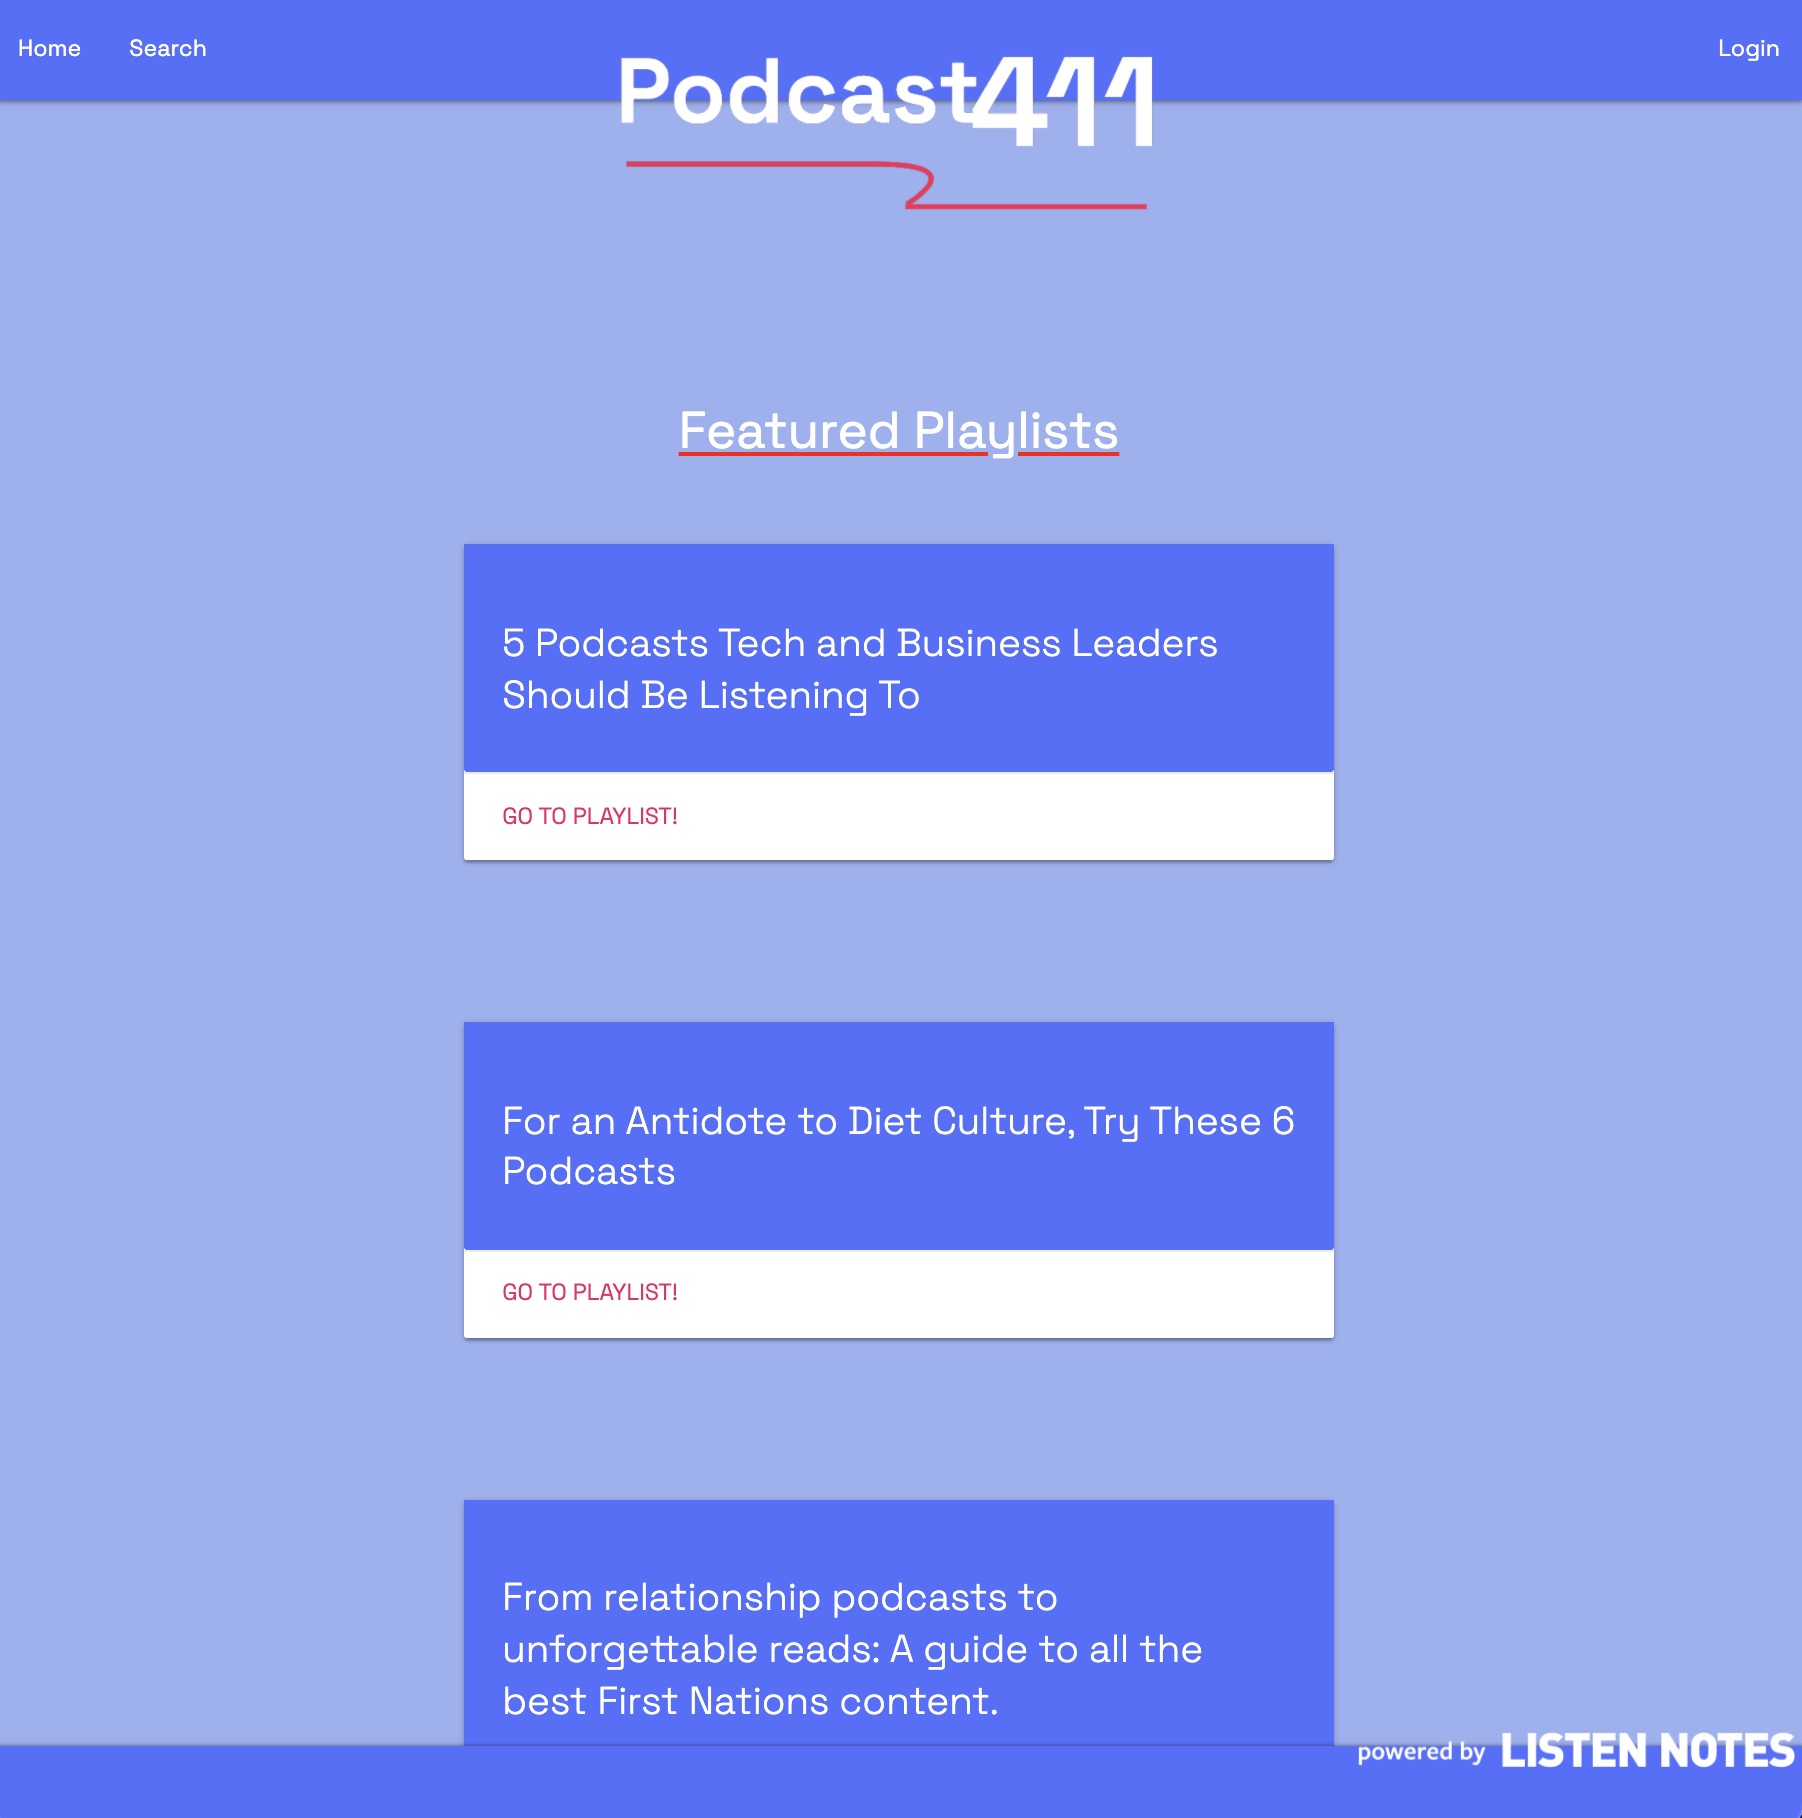 Home
Search
Login
Podcast411
Featured Playlists
5 Podcasts Tech and Business Leaders
Should Be Listening To
GO TO PLAYLIST!
For an Antidote to Diet Culture, Try These 6
Podcasts
GO TO PLAYLIST!
From relationship podcasts to
unforgettable reads: A guide to all the
best First Nations content.
powered by LISTEN NOTES